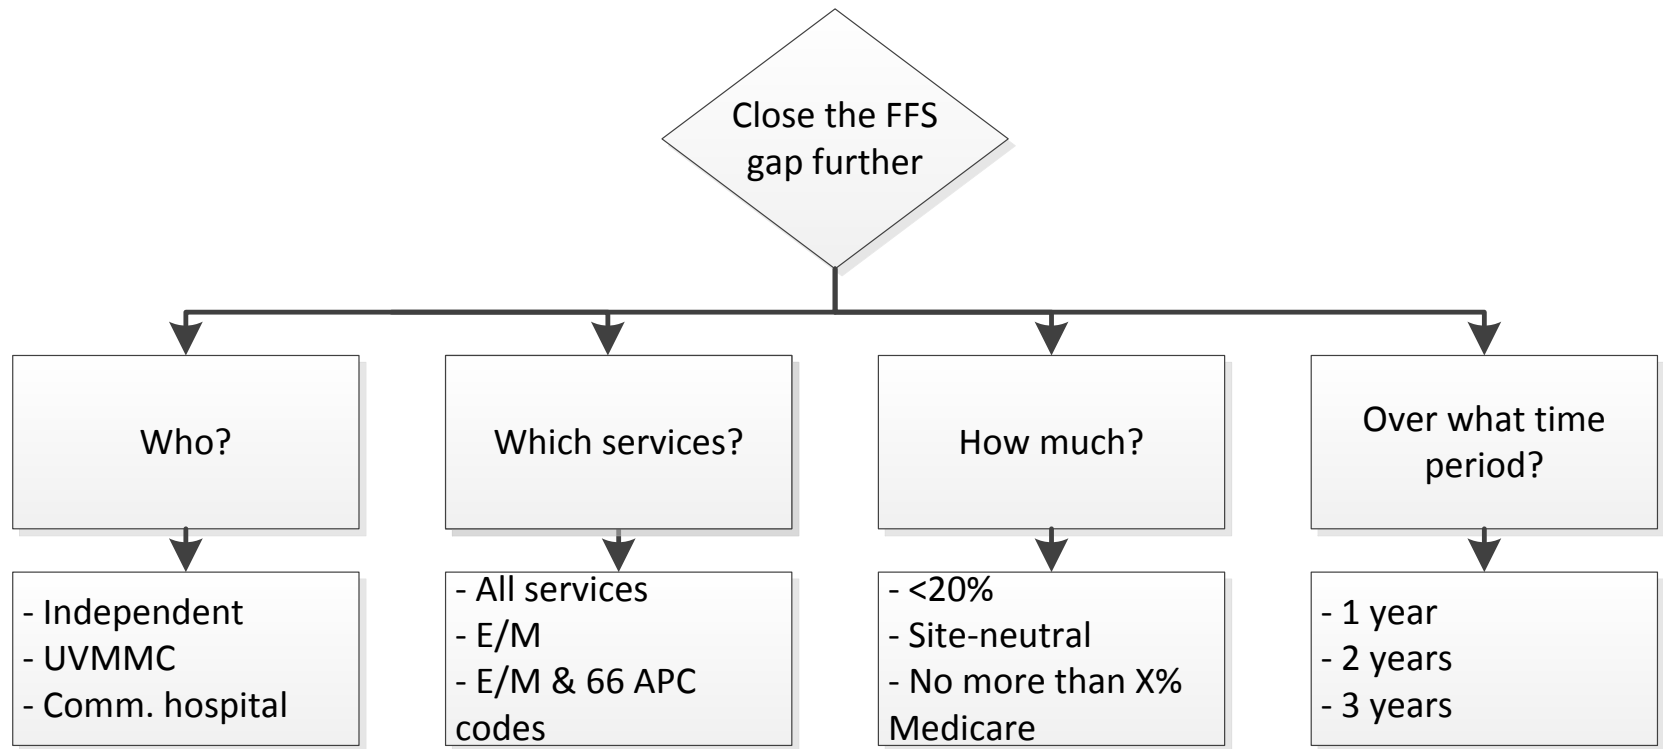 Close the FFS
gap further
Who?
Which services?
How much?
Over what time
period?
- Independent
- UVMMC
- Comm. hospital
- All services
- E/M
- E/M & 66 APC
codes
- <20%
- Site-neutral
- No more than X%
Medicare
- 1 year
- 2 years
- 3 years